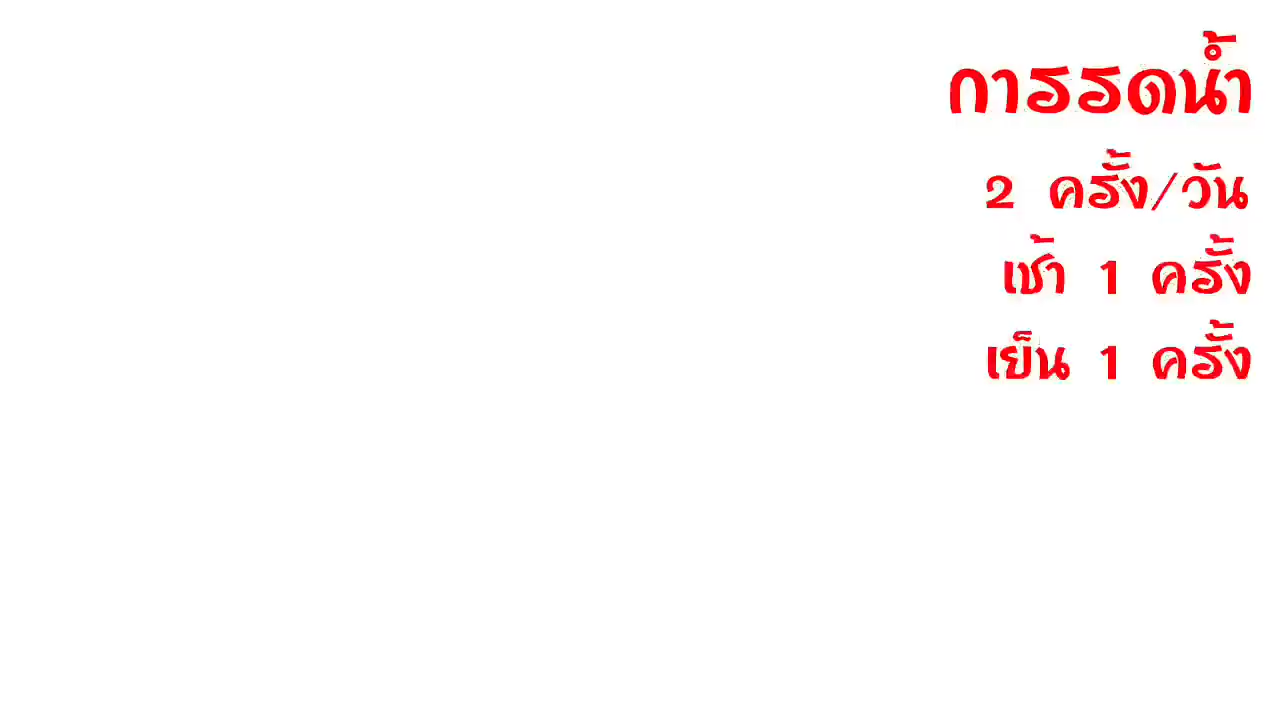 การรดน้ำ
2 ครั้ง/วัน
เช้า 1 ครั้ง
เย็น 1 ครั้ง